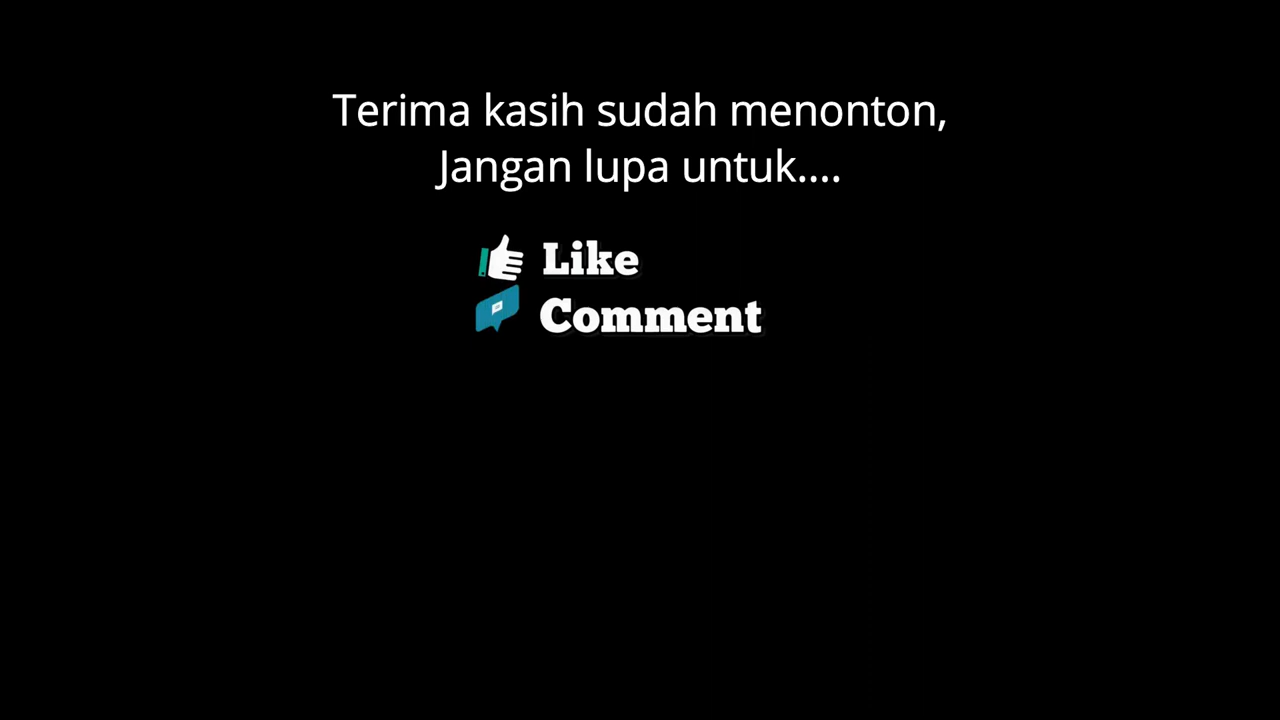 Terima kasih sudah menonton,
Jangan lupa untuk....
Like
Comment